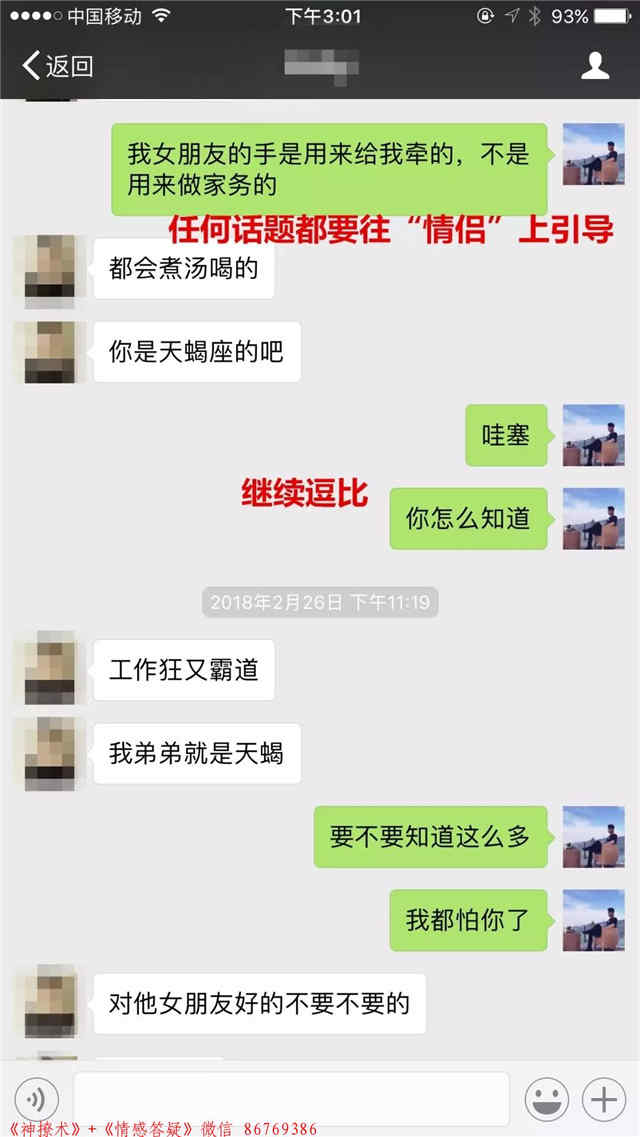 中国移动 下午3:01 93%
返回
我女朋友的手是用来给我牵的，不是
用来做家务的
任何话题都要往“情侣”上引导
都会煮汤喝的
你是天蝎座的吧
哇塞
继续逗比
你怎么知道
2018年2月26日 下午11:19
工作狂又霸道
我弟弟就是天蝎
要不要知道这么多
我都怕你了
对他女朋友好的不要不要的
《神撩术》+《情感答疑》微信 86769386